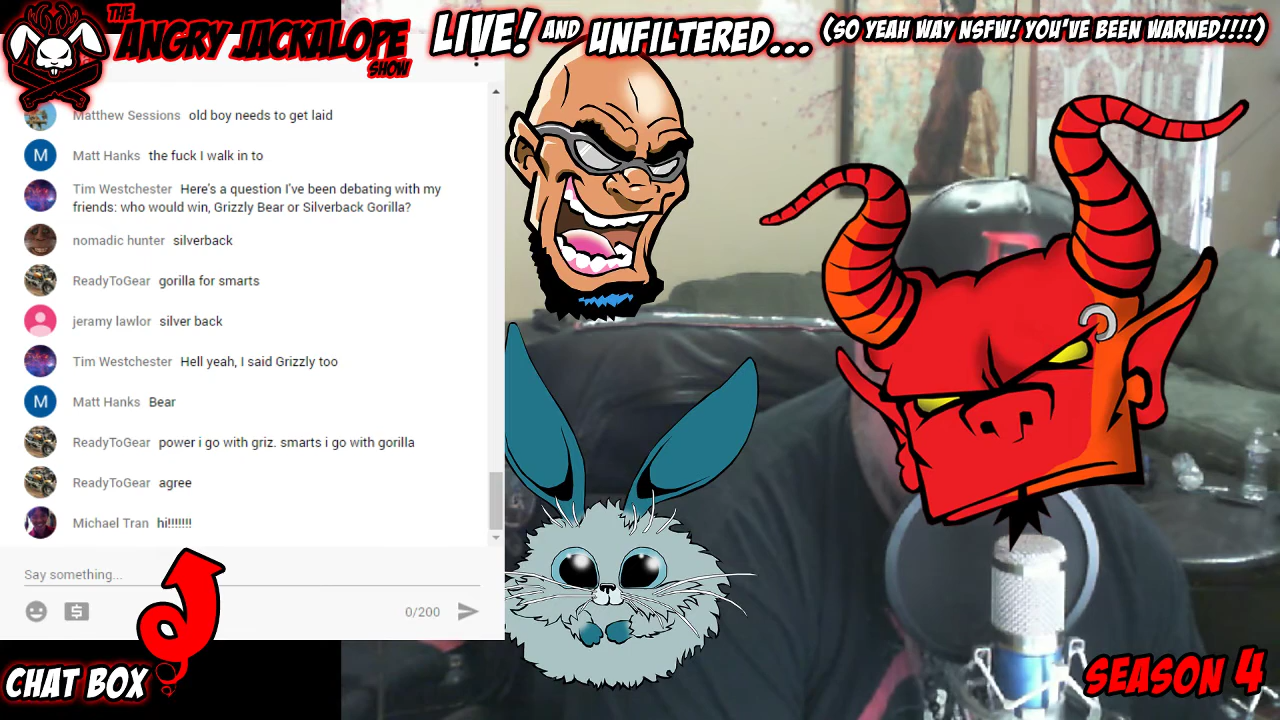 THE
ANGRY JACKALOPE
SHOW
LIVE! AND UNFILTERED... (SO YEAH WAY NSFW! YOU'VE BEEN WARNED!!!!)
Matthew Sessions old boy needs to get laid
M Matt Hanks the fuck I walk in to
Tim Westchester Here's a question I've been debating with my
friends: who would win, Grizzly Bear or Silverback Gorilla?
nomadic hunter silverback
ReadyToGear gorilla for smarts
jeramy lawlor silver back
Tim Westchester Hell yeah, I said Grizzly too
M Matt Hanks Bear
ReadyToGear power i go with griz. smarts i go with gorilla
ReadyToGear agree
Michael Tran hi!!!!!!!
Say something...
0/200
CHAT BOX
SEASON 4